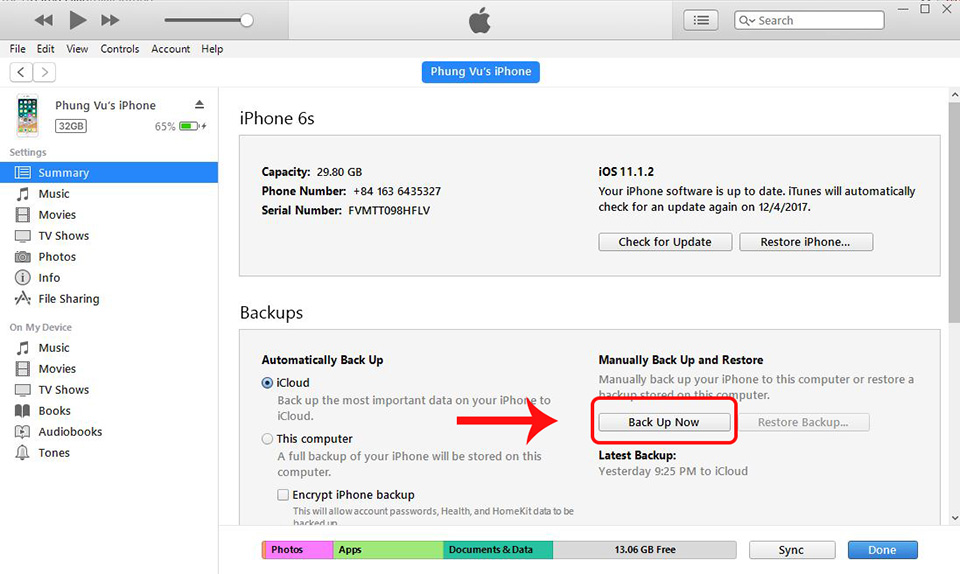 Search
File Edit View Controls Account Help
Phung Vu's iPhone
Phung Vu's iPhone
32GB 65%
Settings
Summary
Music
Movies
TV Shows
Photos
Info
File Sharing
On My Device
Music
Movies
TV Shows
Books
Audiobooks
Tones
iPhone 6s
Capacity: 29.80 GB
Phone Number: +84 163 6435327
Serial Number: FVMTT098HFLV
iOS 11.1.2
Your iPhone software is up to date. iTunes will automatically
check for an update again on 12/4/2017.
Check for Update Restore iPhone...
Backups
Automatically Back Up
iCloud
Back up the most important data on your iPhone to
iCloud.
This computer
A full backup of your iPhone will be stored on this
computer.
Encrypt iPhone backup
This will allow account passwords, Health, and HomeKit data to be
backed up.
Manually Back Up and Restore
Manually back up your iPhone to this computer or restore a
backup stored on this computer.
Back Up Now Restore Backup...
Latest Backup:
Yesterday 9:25 PM to iCloud
Photos Apps Documents & Data 13.06 GB Free Sync Done